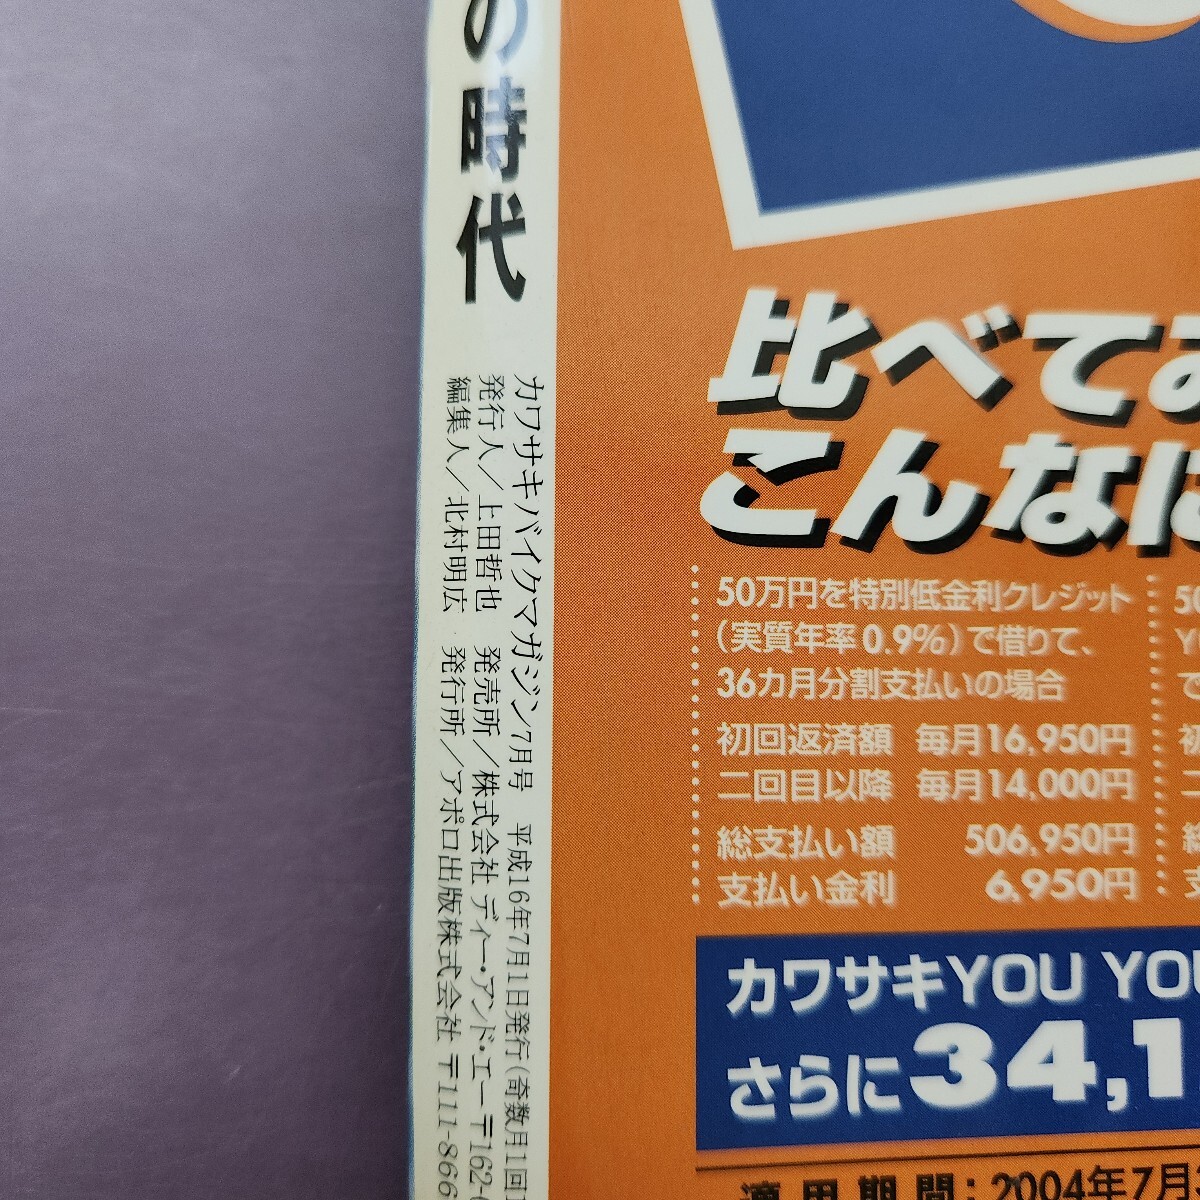 の時代
カワサキバイクマガジン7月号 平成16年7月1日発行(奇数月1回
発行人／上田哲也 発売所／株式会社 ディー・アンド・エー 〒162-
編集人／北村明広 発行所／アポロ出版株式会社 〒111-866
比べてみ
こんなに
50万円を特別低金利クレジット
(実質年率0.9%)で借りて、
36カ月分割支払いの場合
初回返済額 毎月16,950円
二回目以降 毎月14,000円
総支払い額 506,950円
支払い金利 6,950円
カワサキYOU YOU
さらに34,1
適用期間：2004年7月